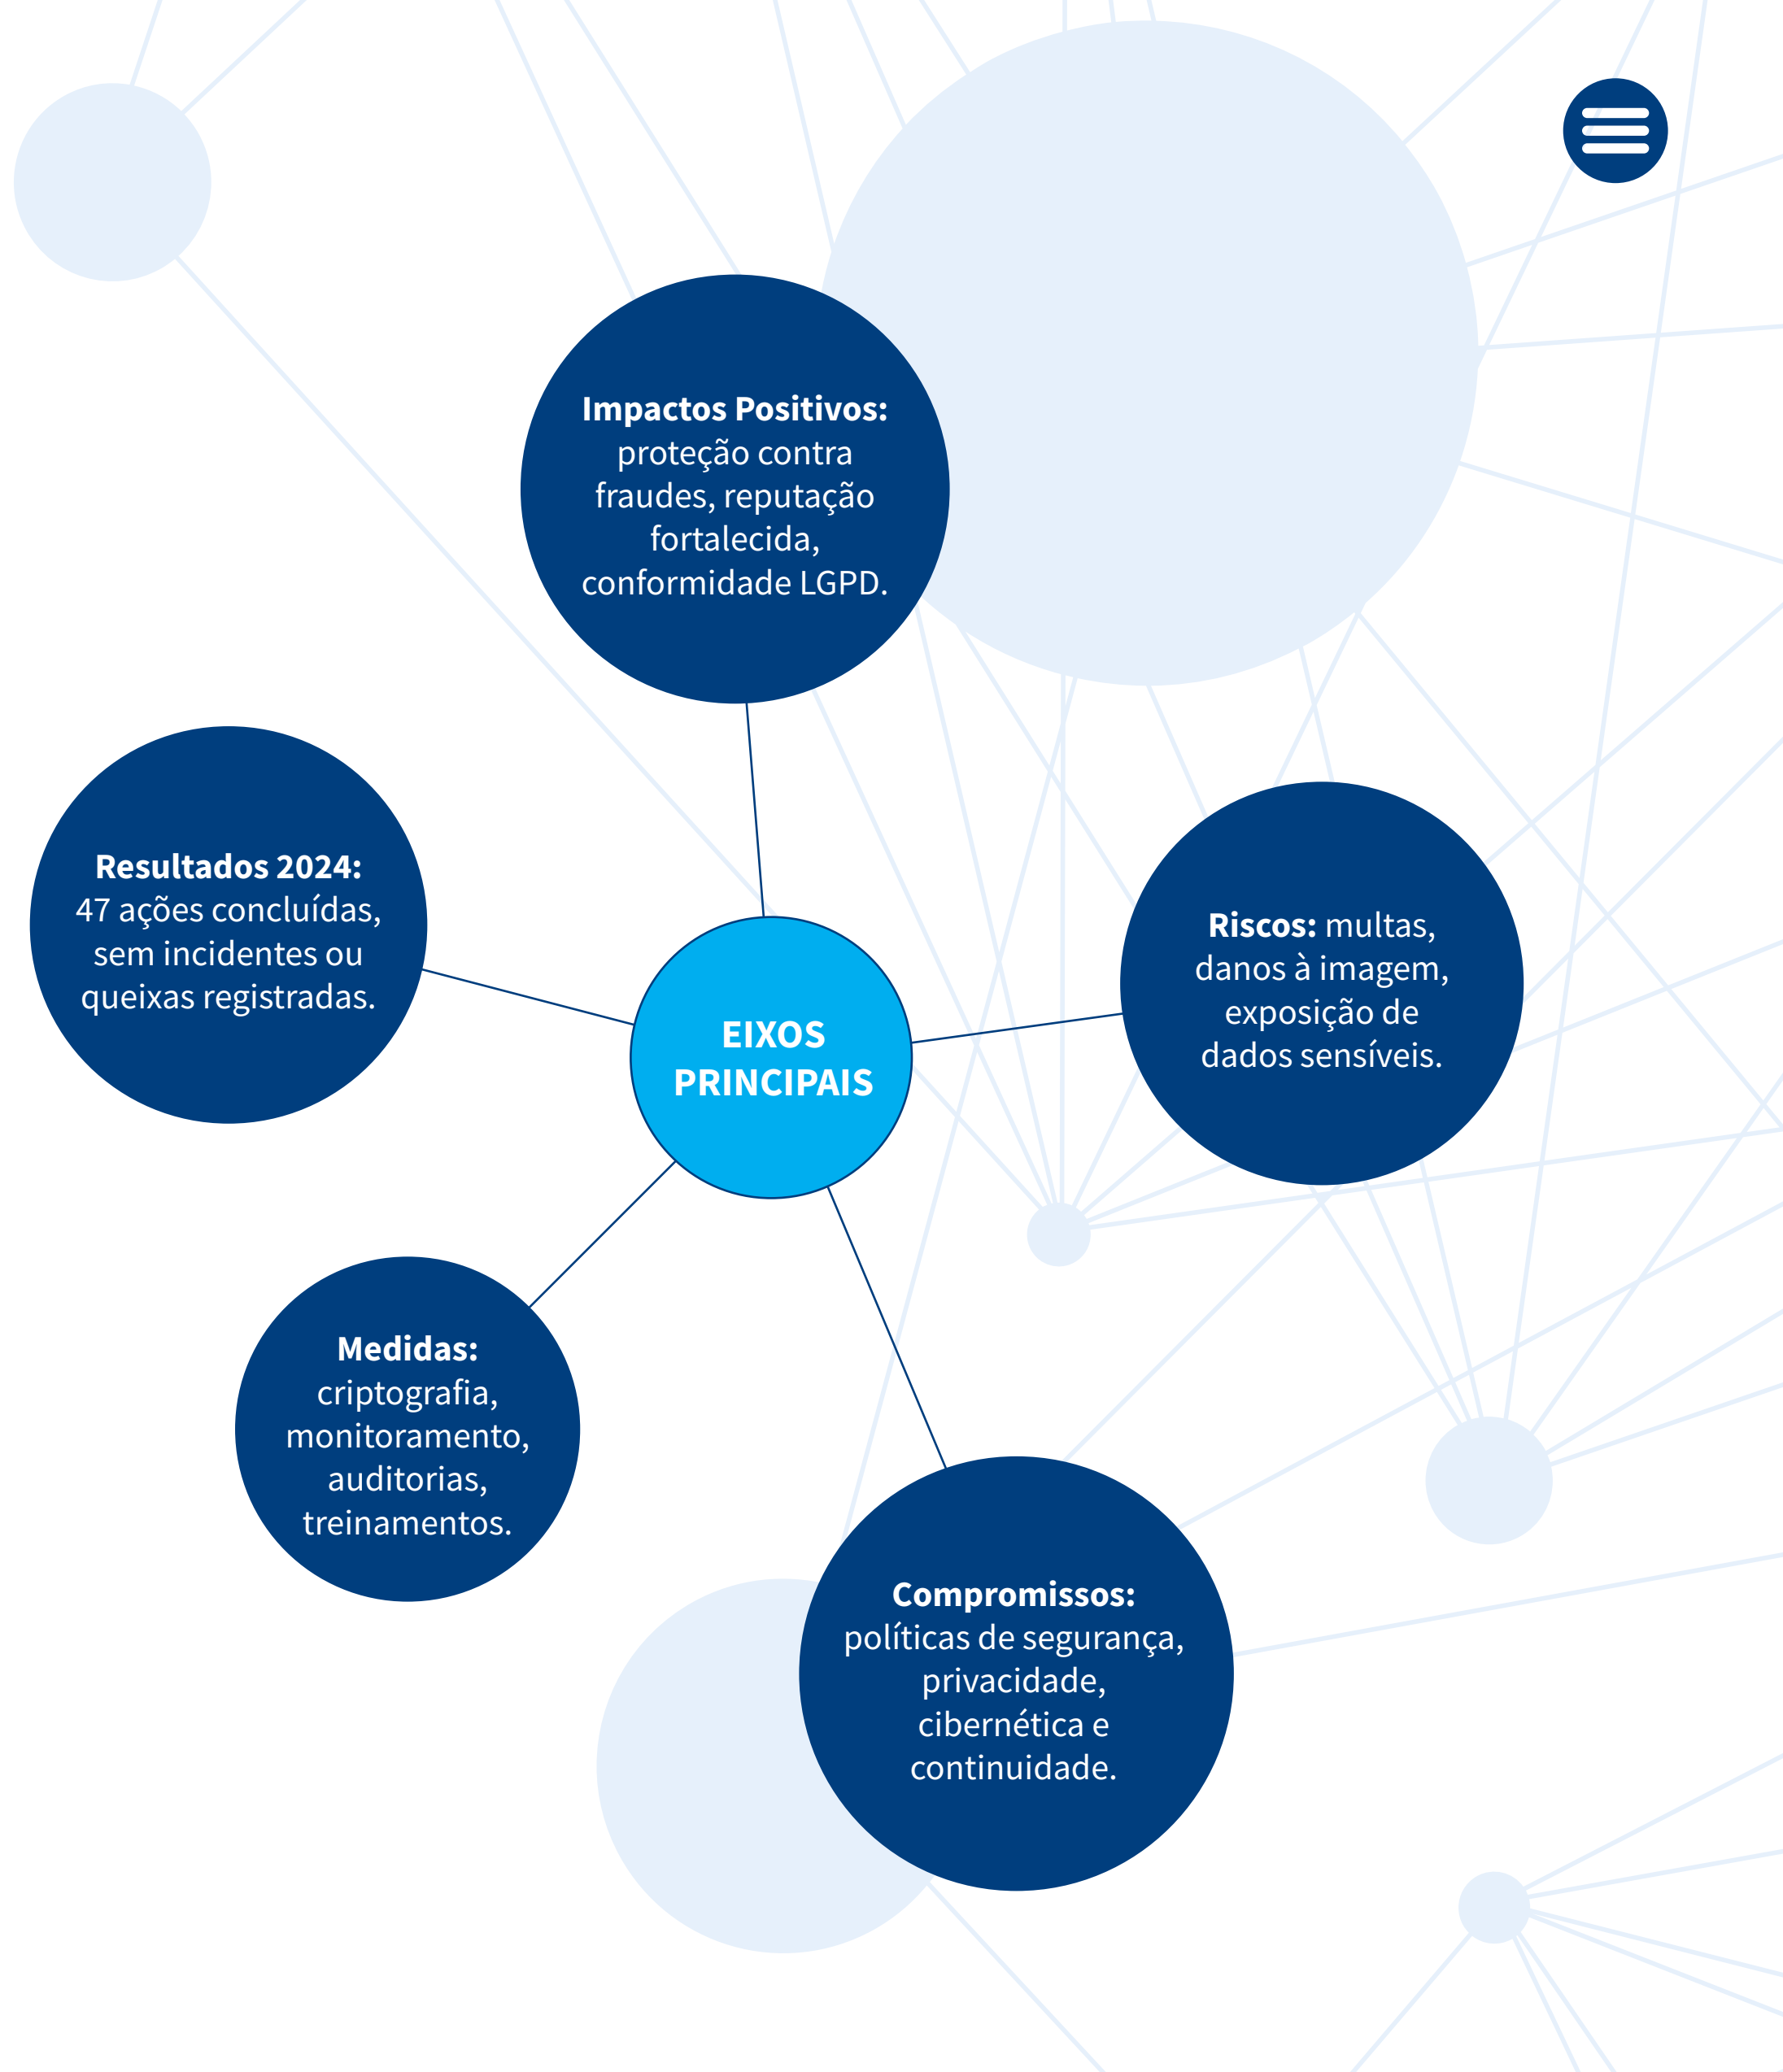 Impactos Positivos:
proteção contra
fraudes, reputação
fortalecida,
conformidade LGPD.
Resultados 2024:
47 ações concluídas,
sem incidentes ou
queixas registradas.
Riscos: multas,
danos à imagem,
exposição de
dados sensíveis.
EIXOS
PRINCIPAIS
Medidas:
criptografia,
monitoramento,
auditorias,
treinamentos.
Compromissos:
políticas de segurança,
privacidade,
cibernética e
continuidade.